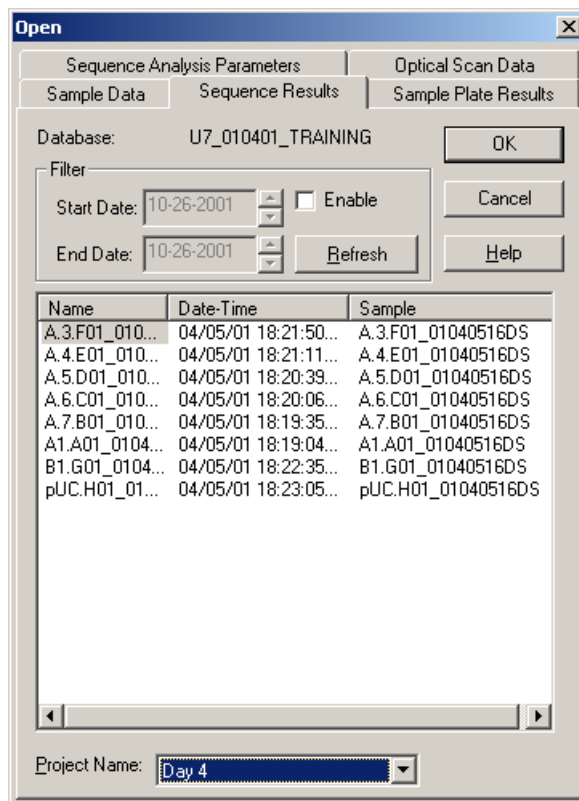 Open
Sequence Analysis Parameters Optical Scan Data
Sample Data Sequence Results Sample Plate Results
Database: U7_010401_TRAINING OK
Filter
Start Date: 10-26-2001 Enable Cancel
End Date: 10-26-2001 Refresh Help
Name Date-Time Sample
A.3.F01_010... 04/05/01 18:21:50... A.3.F01_01040516DS
A.4.E01_010... 04/05/01 18:21:11... A.4.E01_01040516DS
A.5.D01_010... 04/05/01 18:20:39... A.5.D01_01040516DS
A.6.C01_010... 04/05/01 18:20:06... A.6.C01_01040516DS
A.7.B01_010... 04/05/01 18:19:35... A.7.B01_01040516DS
A1.A01_0104... 04/05/01 18:19:04... A1.A01_01040516DS
B1.G01_0104... 04/05/01 18:22:35... B1.G01_01040516DS
pUC.H01_01... 04/05/01 18:23:05... pUC.H01_01040516DS
Project Name: Day 4